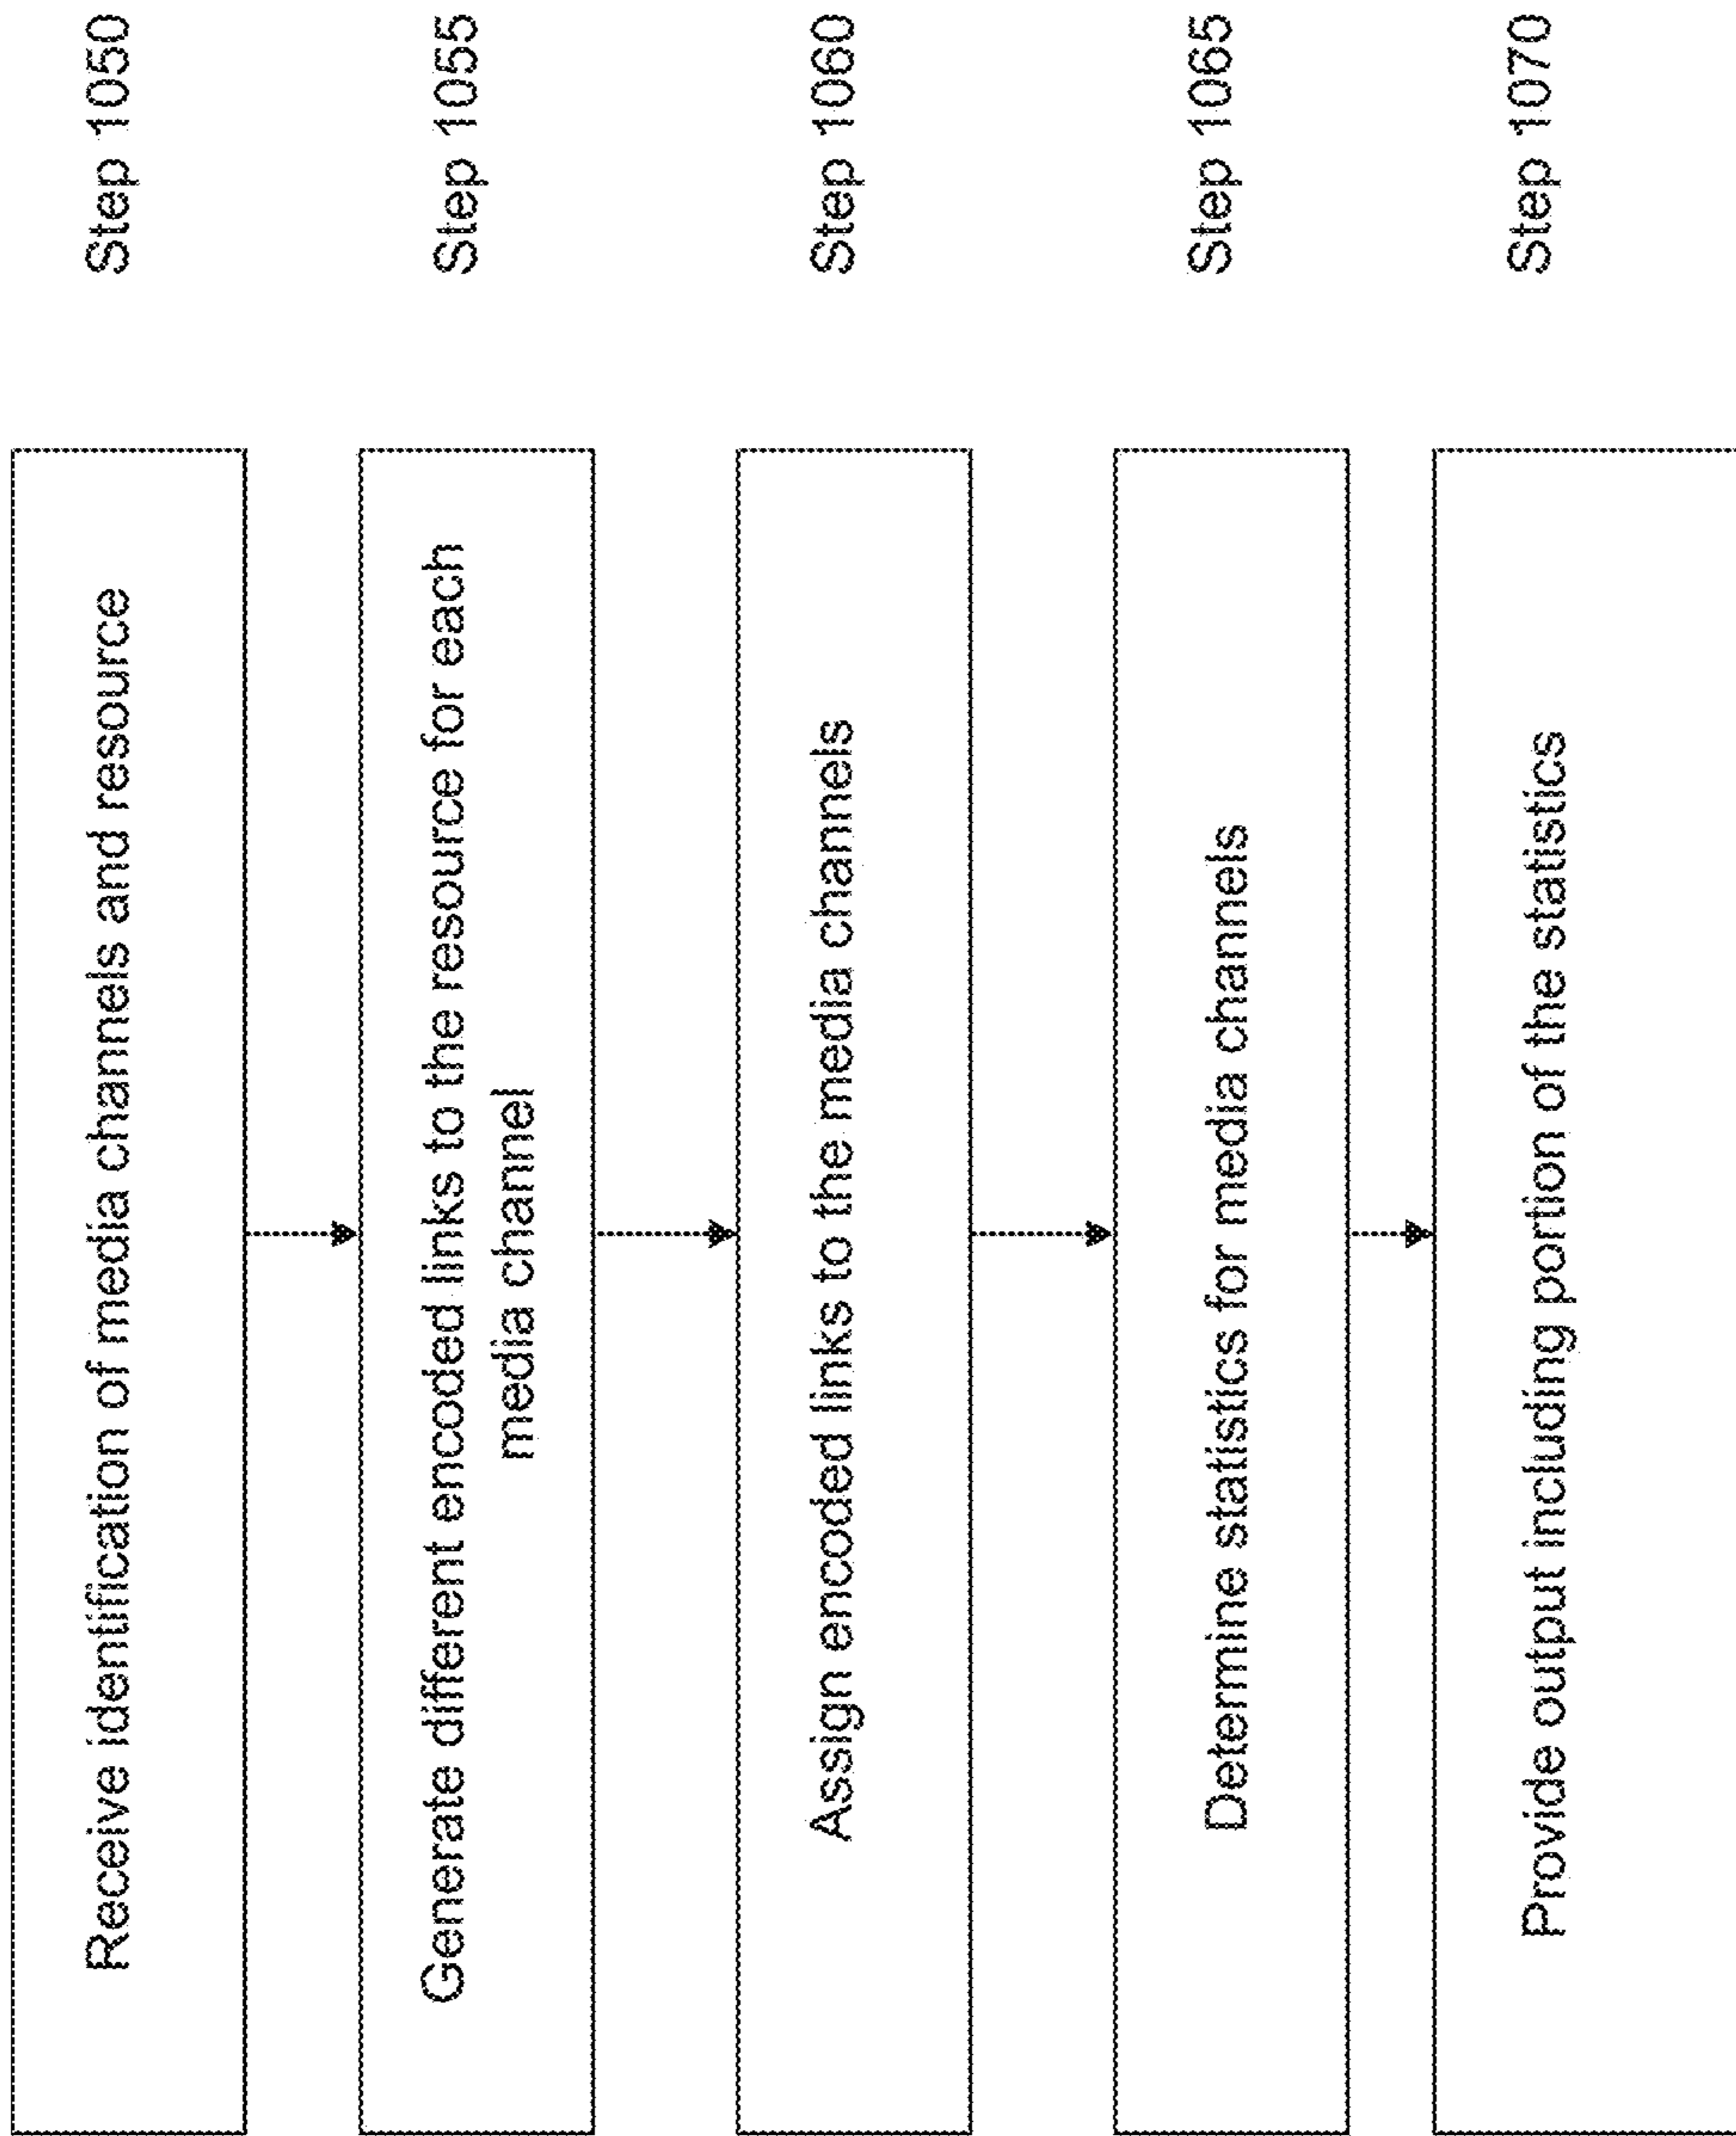 Receive identification of media channels and resource
Step 1050
Generate different encoded links to the resource for each
media channel
Step 1055
Assign encoded links to the media channels
Step 1060
Determine statistics for media channels
Step 1065
Provide output including portion of the statistics
Step 1070